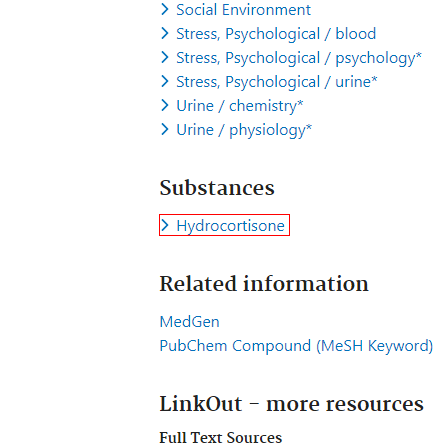 Social Environment
Stress, Psychological / blood
Stress, Psychological / psychology*
Stress, Psychological / urine*
Urine / chemistry*
Urine / physiology*
Substances
Hydrocortisone
Related information
MedGen
PubChem Compound (MeSH Keyword)
LinkOut - more resources
Full Text Sources